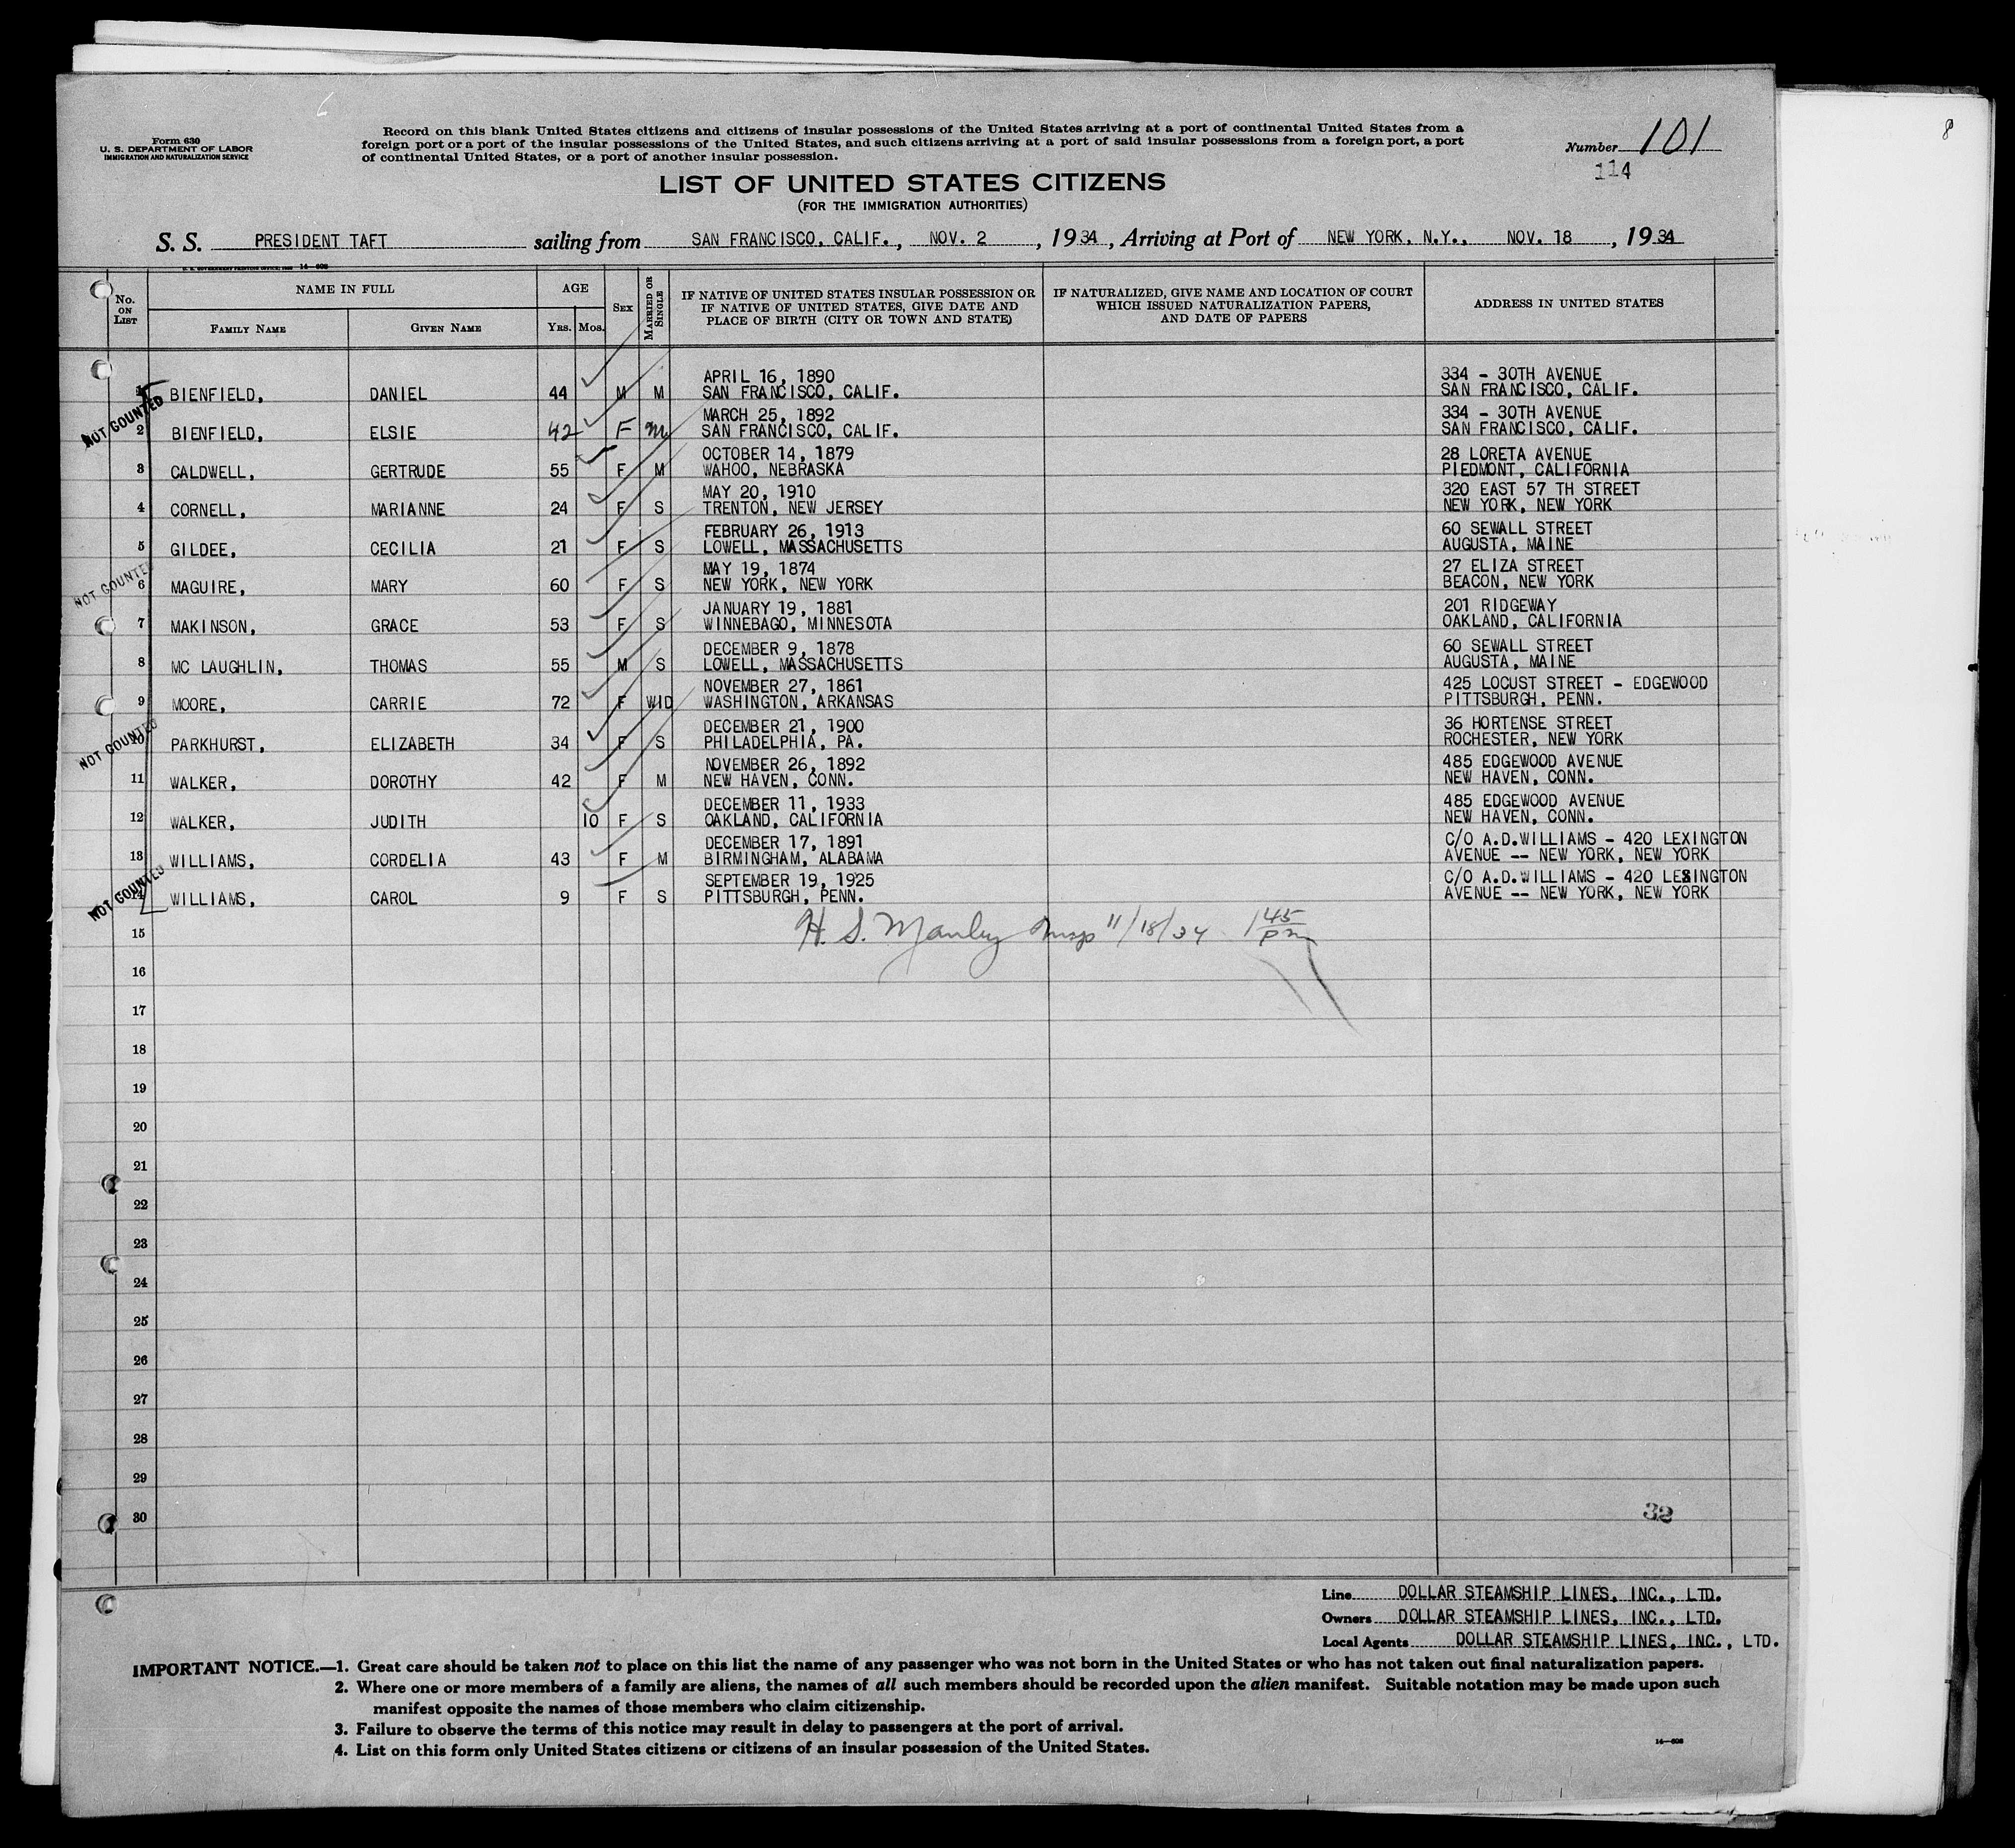 Form 630
U. S. DEPARTMENT OF LABOR
IMMIGRATION AND NATURALIZATION SERVICE
Record on this blank United States citizens and citizens of insular possessions of the United States arriving at a port of continental United States from a
foreign port or a port of the insular possessions of the United States, and such citizens arriving at a port of said insular possessions from a foreign port, a port
of continental United States, or a port of another insular possession.
Number 101
114
8
LIST OF UNITED STATES CITIZENS
(FOR THE IMMIGRATION AUTHORITIES)
S. S. PRESIDENT TAFT sailing from SAN FRANCISCO, CALIF., NOV. 2, 1934, Arriving at Port of NEW YORK, N.Y., NOV. 18, 1934
No. ON LIST
NAME IN FULL
FAMILY NAME
GIVEN NAME
AGE
YRS.
MOS.
SEX
MARRIED OR SINGLE
IF NATIVE OF UNITED STATES INSULAR POSSESSION OR
IF NATIVE OF UNITED STATES, GIVE DATE AND
PLACE OF BIRTH (CITY OR TOWN AND STATE)
IF NATURALIZED, GIVE NAME AND LOCATION OF COURT
WHICH ISSUED NATURALIZATION PAPERS,
AND DATE OF PAPERS
ADDRESS IN UNITED STATES
APRIL 16, 1890 334 - 30TH AVENUE
1 BIENFIELD, DANIEL 44 M M SAN FRANCISCO, CALIF. SAN FRANCISCO, CALIF.
NOT COUNTED
MARCH 25, 1892 334 - 30TH AVENUE
2 BIENFIELD, ELSIE 42 F M SAN FRANCISCO, CALIF. SAN FRANCISCO, CALIF.
OCTOBER 14, 1879 28 LORETA AVENUE
3 CALDWELL, GERTRUDE 55 F M WAHOO, NEBRASKA PIEDMONT, CALIFORNIA
MAY 20, 1910 320 EAST 57 TH STREET
4 CORNELL, MARIANNE 24 F S TRENTON, NEW JERSEY NEW YORK, NEW YORK
FEBRUARY 26, 1913 60 SEWALL STREET
5 GILDEE, CECILIA 21 F S LOWELL, MASSACHUSETTS AUGUSTA, MAINE
NOT COUNTED
MAY 19, 1874 27 ELIZA STREET
6 MAGUIRE, MARY 60 F S NEW YORK, NEW YORK BEACON, NEW YORK
JANUARY 19, 1881 201 RIDGEWAY
7 MAKINSON, GRACE 53 F S WINNEBAGO, MINNESOTA OAKLAND, CALIFORNIA
DECEMBER 9, 1878 60 SEWALL STREET
8 MC LAUGHLIN, THOMAS 55 M S LOWELL, MASSACHUSETTS AUGUSTA, MAINE
NOVEMBER 27, 1861 425 LOCUST STREET - EDGEWOOD
9 MOORE, CARRIE 72 F WID WASHINGTON, ARKANSAS PITTSBURGH, PENN.
NOT COUNTED
DECEMBER 21, 1900 36 HORTENSE STREET
10 PARKHURST, ELIZABETH 34 F S PHILADELPHIA, PA. ROCHESTER, NEW YORK
NOVEMBER 26, 1892 485 EDGEWOOD AVENUE
11 WALKER, DOROTHY 42 F M NEW HAVEN, CONN. NEW HAVEN, CONN.
DECEMBER 11, 1933 485 EDGEWOOD AVENUE
12 WALKER, JUDITH 10 F S OAKLAND, CALIFORNIA NEW HAVEN, CONN.
DECEMBER 17, 1891 C/O A.D.WILLIAMS - 420 LEXINGTON
13 WILLIAMS, CORDELIA 43 F M BIRMINGHAM, ALABAMA AVENUE -- NEW YORK, NEW YORK
NOT COUNTED
SEPTEMBER 19, 1925 C/O A.D.WILLIAMS - 420 LEXINGTON
14 WILLIAMS, CAROL 9 F S PITTSBURGH, PENN. AVENUE -- NEW YORK, NEW YORK
15 H. S. Manley Insp 11/18/34 1 45 pm
16
17
18
19
20
21
22
23
24
25
26
27
28
29
30
32
Line DOLLAR STEAMSHIP LINES, INC., LTD.
Owners DOLLAR STEAMSHIP LINES, INC., LTD.
Local Agents DOLLAR STEAMSHIP LINES, INC., LTD.
IMPORTANT NOTICE.—1. Great care should be taken not to place on this list the name of any passenger who was not born in the United States or who has not taken out final naturalization papers.
2. Where one or more members of a family are aliens, the names of all such members should be recorded upon the alien manifest. Suitable notation may be made upon such
manifest opposite the names of those members who claim citizenship.
3. Failure to observe the terms of this notice may result in delay to passengers at the port of arrival.
4. List on this form only United States citizens or citizens of an insular possession of the United States.
14—608